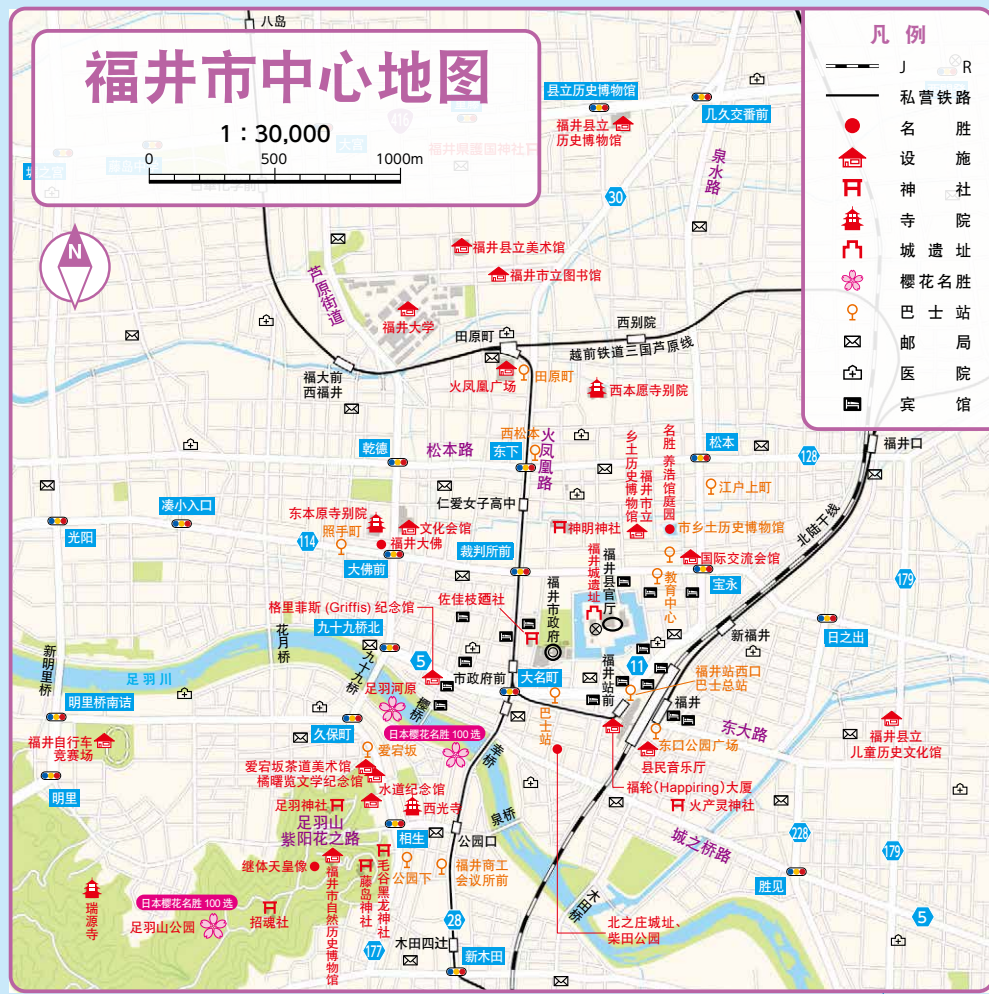 八岛
福井市中心地图
1：30,000
0 500 1000m
N
凡例
J R
私营铁路
名胜
设施
神社
寺院
城遗址
樱花名胜
巴士站
邮局
医院
宾馆
416
县立历史博物馆
几久交番前
福井县立
历史博物馆
福井県護国神社
大宫
泉水路
30
福井县立美术馆
福井市立图书馆
芦原街道
福井大学
田原町
西别院
越前铁道三国芦原线
福大前
西福井
火凤凰广场
田原町
西本愿寺别院
福井口
西松本
火凤凰路
乾德
松本路
东下
松本
128
乡土历史博物馆
福井市立
名胜 养浩馆庭园
江户上町
仁爱女子高中
凑小入口
光阳
东本原寺别院
照手町
文化会馆
福井大佛
114
大佛前
神明神社
市乡土历史博物馆
北陆干线
裁判所前
国际交流会馆
宝永
教育中心
179
福井城遗址
福井县官厅
福井市政府
佐佳枝廼社
格里菲斯 (Griffis) 纪念馆
九十九桥北
花月桥
九十九桥
新明里桥
足羽川
5
市政府前
大名町
11
新福井
日之出
福井站前
福井站西口
巴士总站
福井
足羽河原
樱桥
日本樱花名胜 100 选
明里桥南诘
久保町
巴士站
幸桥
东大路
福井县立
儿童历史文化馆
福井自行车
竞赛场
爱宕坂
东口公园广场
县民音乐厅
爱宕坂茶道美术馆
橘曙览文学纪念馆
福轮(Happiring)大厦
明里
水道纪念馆
足羽神社
西光寺
火产灵神社
足羽山
紫阳花之路
相生
公园口
泉桥
城之桥路
228
179
继体天皇像
公园下
福井商工
会议所前
毛谷黑龙神社
藤岛神社
福井市自然历史博物馆
胜见
木田桥
瑞源寺
日本樱花名胜 100 选
足羽山公园
招魂社
北之庄城址、
柴田公园
5
28
177
木田四辻
新木田